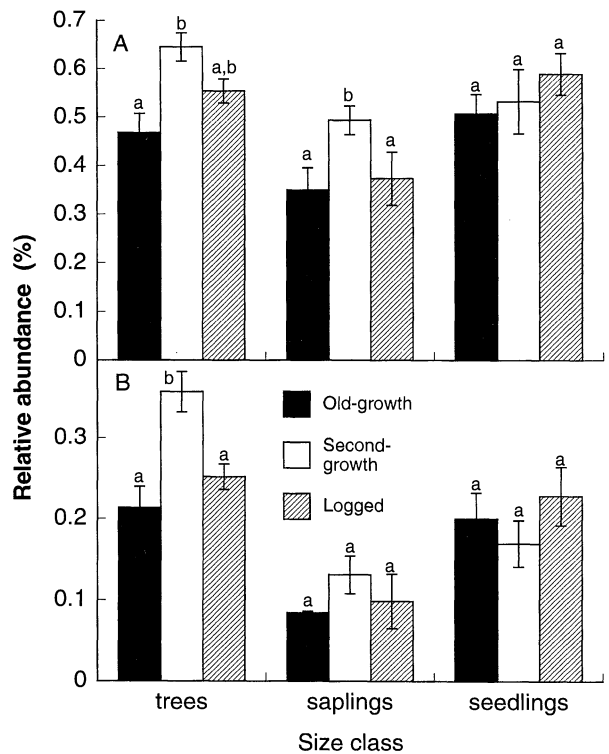 A
0.7
0.6
0.5
0.4
0.3
0.2
0.1
0
a
b
a,b
a
b
a
a
a
a
Relative abundance (%)
B
0.3
0.2
0.1
0
a
b
a
a
a
a
a
a
a
Old-growth
Second-
growth
Logged
trees
saplings
seedlings
Size class